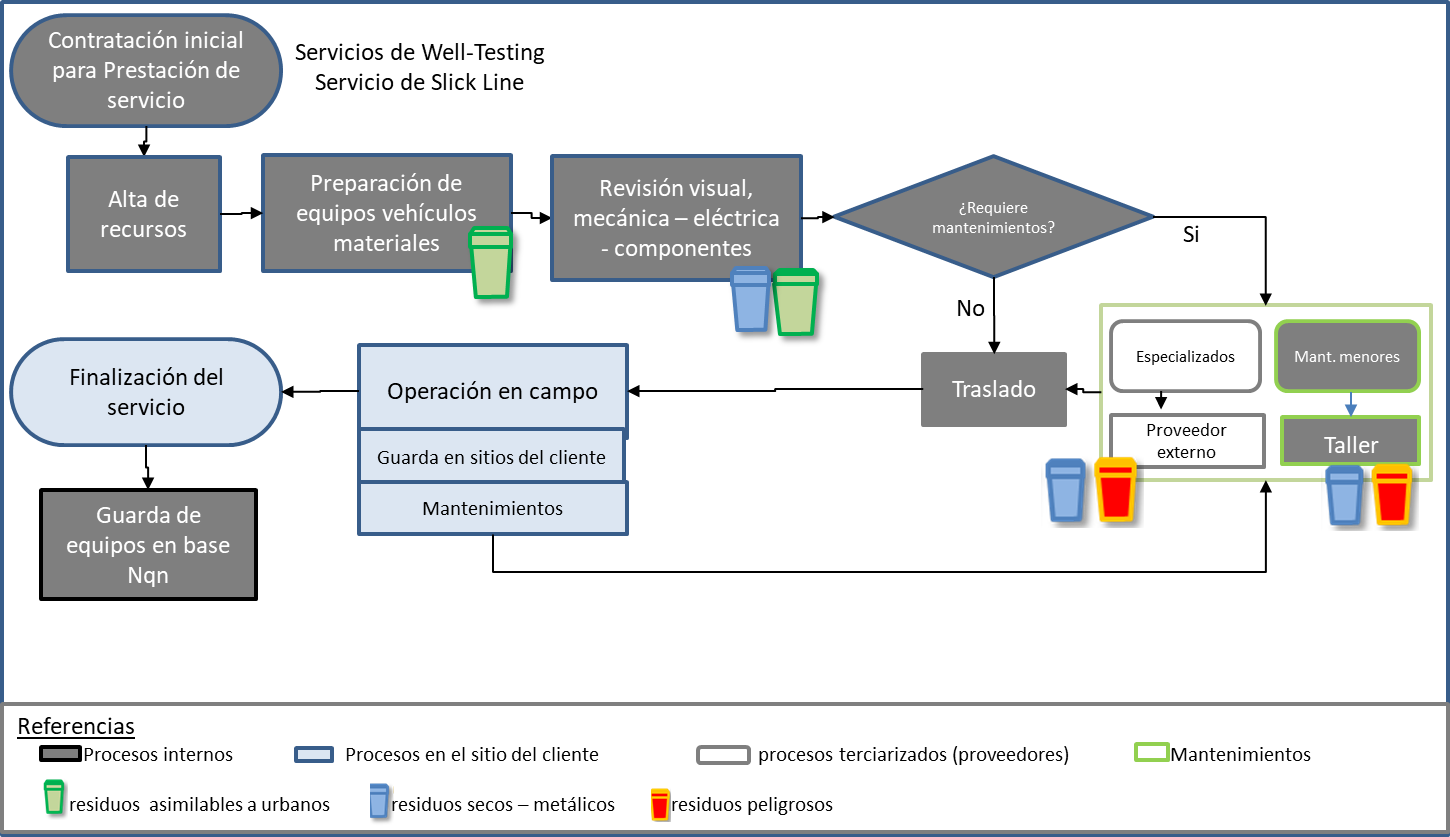 Contratación inicial
para Prestación de
servicio
Servicios de Well-Testing
Servicio de Slick Line
Alta de
recursos
Preparación de
equipos vehículos
materiales
Revisión visual,
mecánica – eléctrica
- componentes
¿Requiere
mantenimientos?
Si
No
Especializados
Mant. menores
Proveedor
externo
Taller
Traslado
Operación en campo
Guarda en sitios del cliente
Mantenimientos
Finalización del
servicio
Guarda de
equipos en base
Nqn
Referencias
Procesos internos
Procesos en el sitio del cliente
procesos terciarizados (proveedores)
Mantenimientos
residuos asimilables a urbanos
residuos secos – metálicos
residuos peligrosos